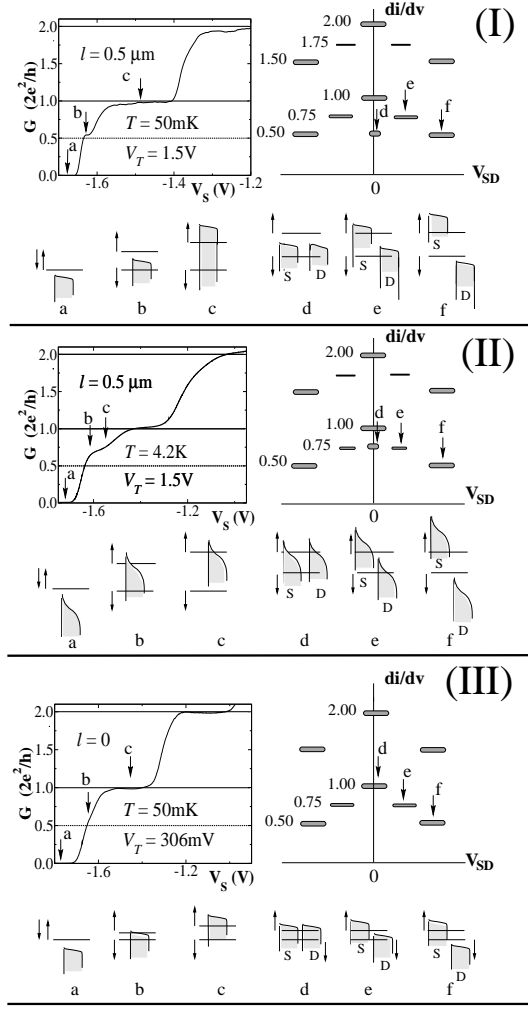 di/dv
(I)
2.0
1.5
1.0
0.5
0.0
G (2e²/h)
l = 0.5 µm
c
b
a
T = 50mK
V_T = 1.5V
-1.6
-1.4
-1.2
V_S (V)
2.00
1.75
1.50
1.00
0.75
0.50
d
e
f
0
V_SD
S
D
S
D
S
D
a
b
c
d
e
f
di/dv
(II)
2.0
1.5
1.0
0.5
0.0
G (2e²/h)
l = 0.5 µm
c
b
a
T = 4.2K
V_T = 1.5V
-1.6
-1.2
V_S (V)
2.00
1.00
0.75
0.50
d
e
f
0
V_SD
S
D
S
D
S
D
a
b
c
d
e
f
di/dv
(III)
2.0
1.5
1.0
0.5
0.0
G (2e²/h)
l = 0
c
b
a
T = 50mK
V_T = 306mV
-1.6
-1.2
V_S (V)
2.00
1.00
0.75
0.50
d
e
f
0
V_SD
S
D
S
D
S
D
a
b
c
d
e
f